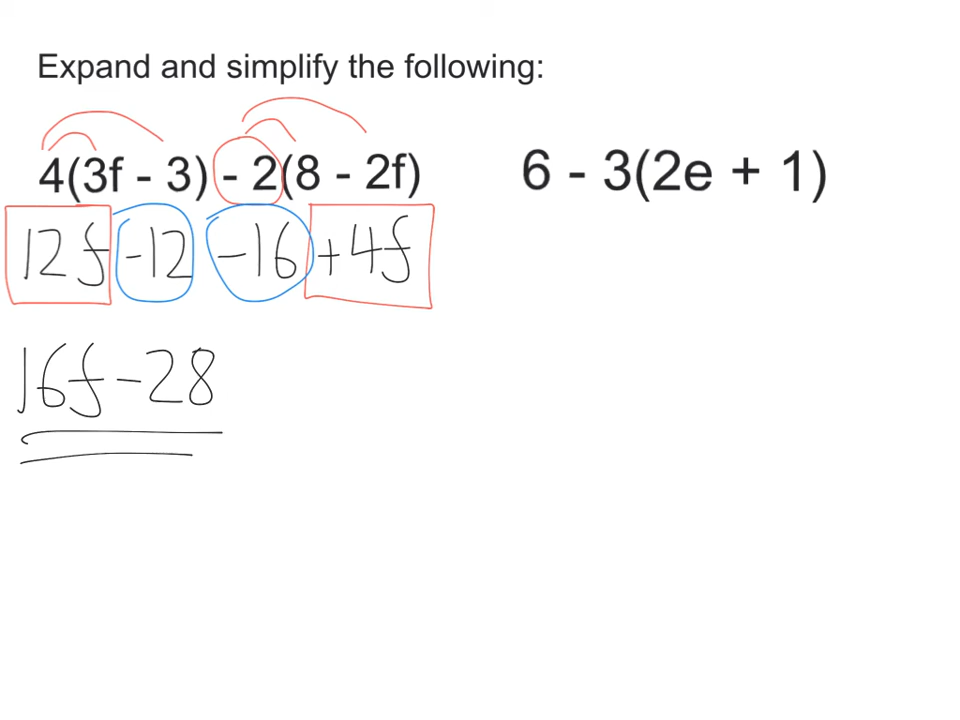 Expand and simplify the following:
4(3f - 3) - 2(8 - 2f)
12f -12 -16 +4f
16f - 28
6 - 3(2e + 1)